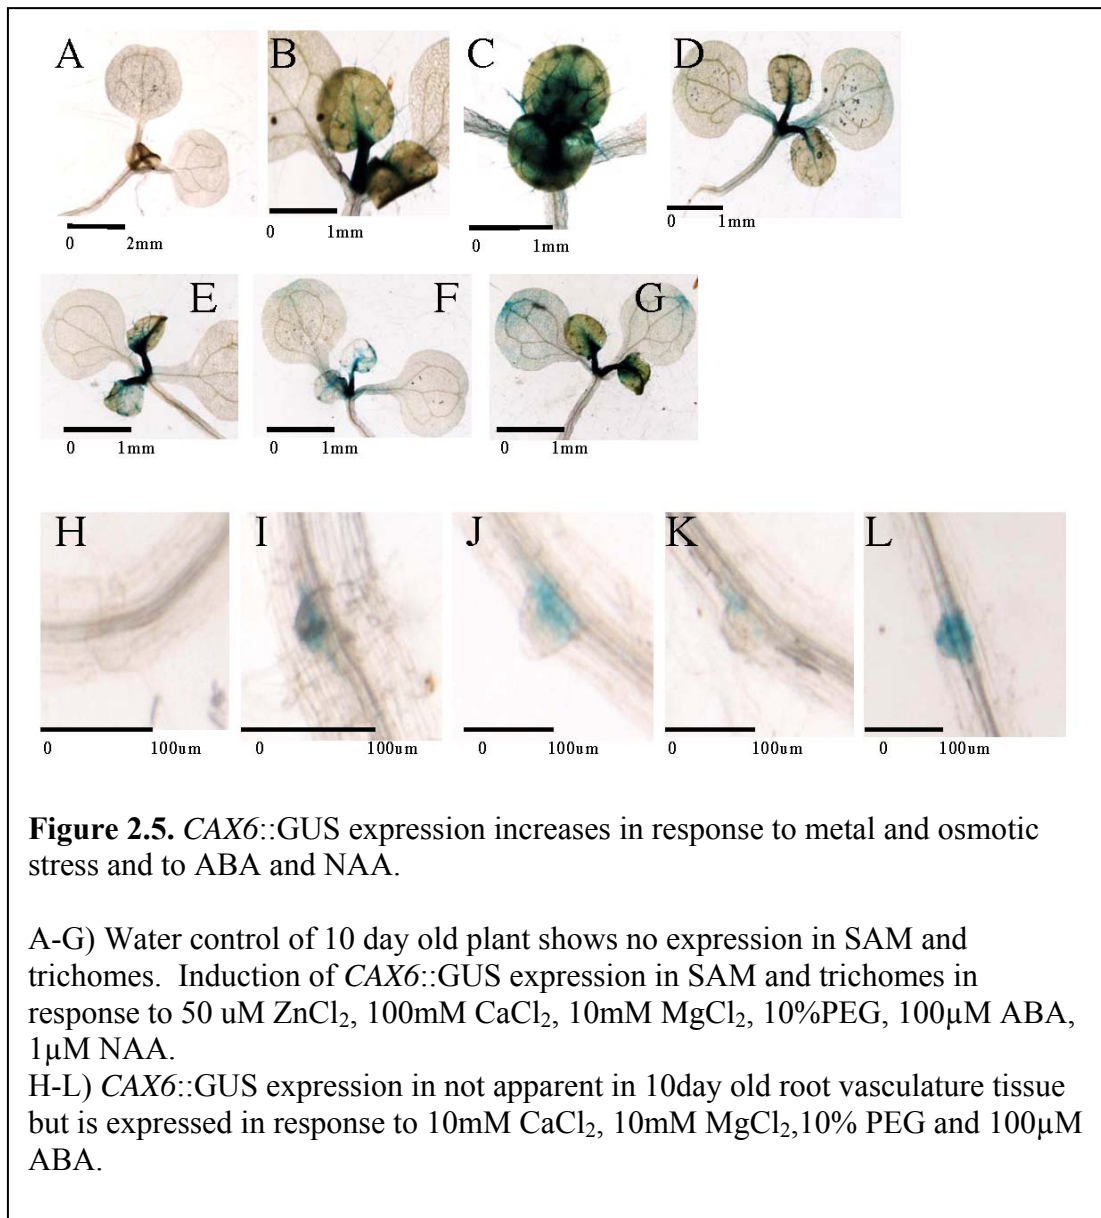 A B C D
0 2mm 0 1mm 0 1mm 0 1mm
E F G
0 1mm 0 1mm 0 1mm
H I J K L
0 100um 0 100um 0 100um 0 100um 0 100um
Figure 2.5. CAX6::GUS expression increases in response to metal and osmotic
stress and to ABA and NAA.
A-G) Water control of 10 day old plant shows no expression in SAM and
trichomes. Induction of CAX6::GUS expression in SAM and trichomes in
response to 50 uM ZnCl₂, 100mM CaCl₂, 10mM MgCl₂, 10%PEG, 100µM ABA,
1µM NAA.
H-L) CAX6::GUS expression in not apparent in 10day old root vasculature tissue
but is expressed in response to 10mM CaCl₂, 10mM MgCl₂,10% PEG and 100µM
ABA.